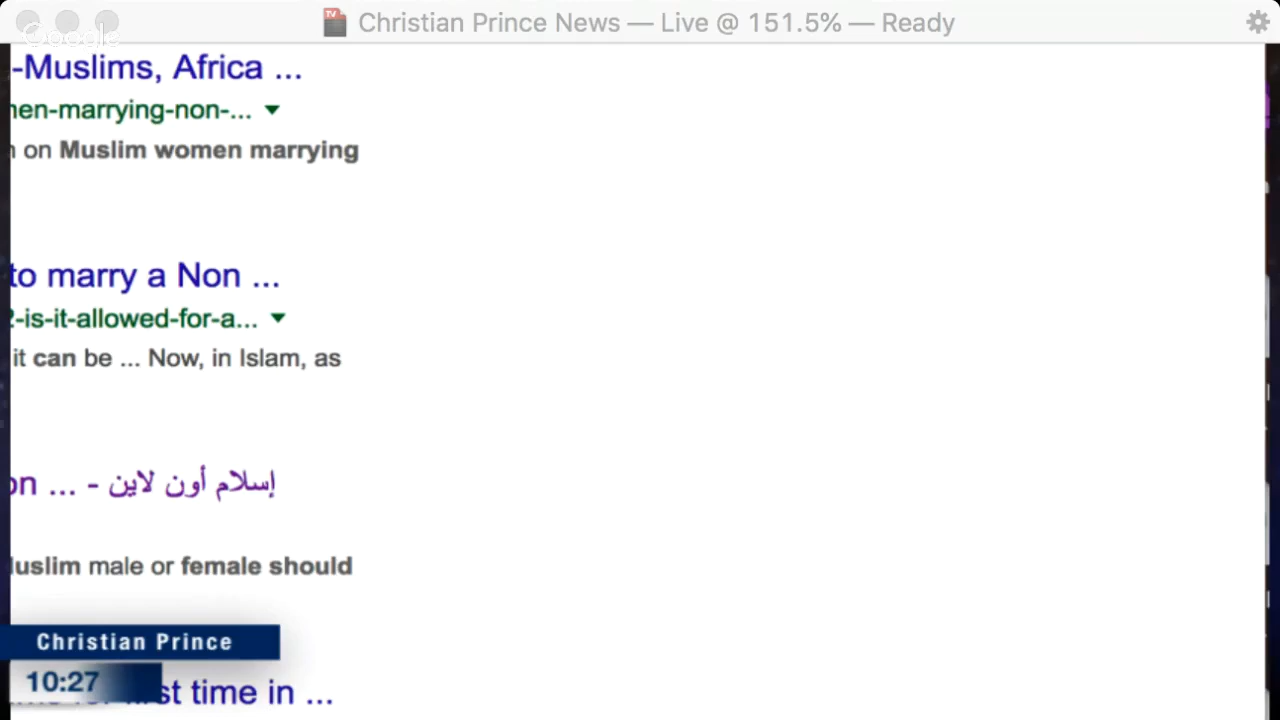 Christian Prince News — Live @ 151.5% — Ready
Google
-Muslims, Africa ...
en-marrying-non-...
on Muslim women marrying
to marry a Non ...
-is-it-allowed-for-a...
it can be ... Now, in Islam, as
on ... - إسلام أون لاين
uslim male or female should
Christian Prince
10:27
st time in ...